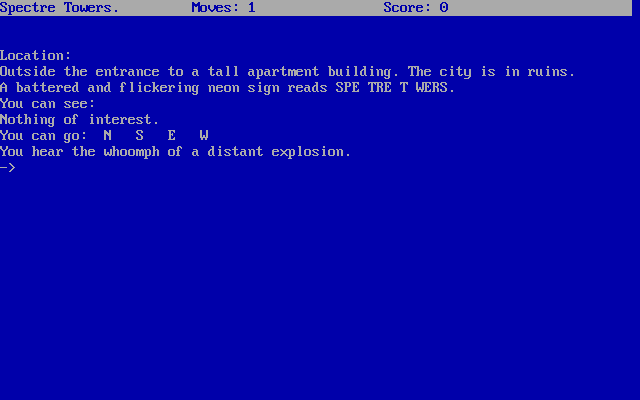 Spectre Towers. Moves: 1 Score: 0
Location:
Outside the entrance to a tall apartment building. The city is in ruins.
A battered and flickering neon sign reads SPE TRE T WERS.
You can see:
Nothing of interest.
You can go: N S E W
You hear the whoomph of a distant explosion.
->